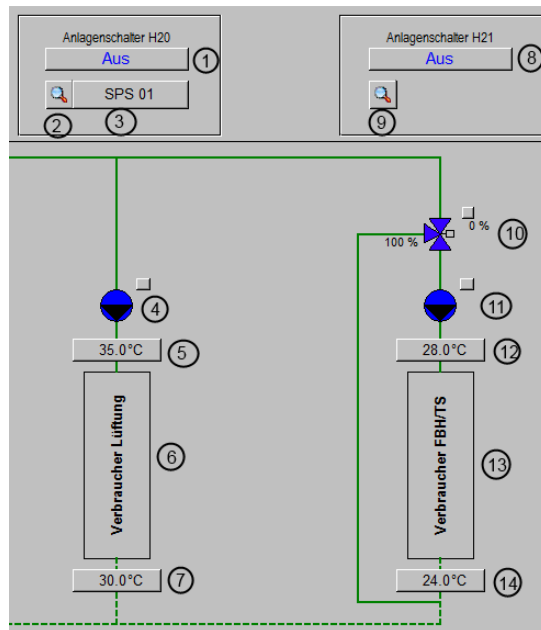 Anlagenschalter H20
Aus
1
SPS 01
2
3
Anlagenschalter H21
Aus
8
9
0 %
100 %
10
4
11
35.0°C
5
28.0°C
12
Verbraucher Lüftung
6
Verbraucher FBH/TS
13
30.0°C
7
24.0°C
14